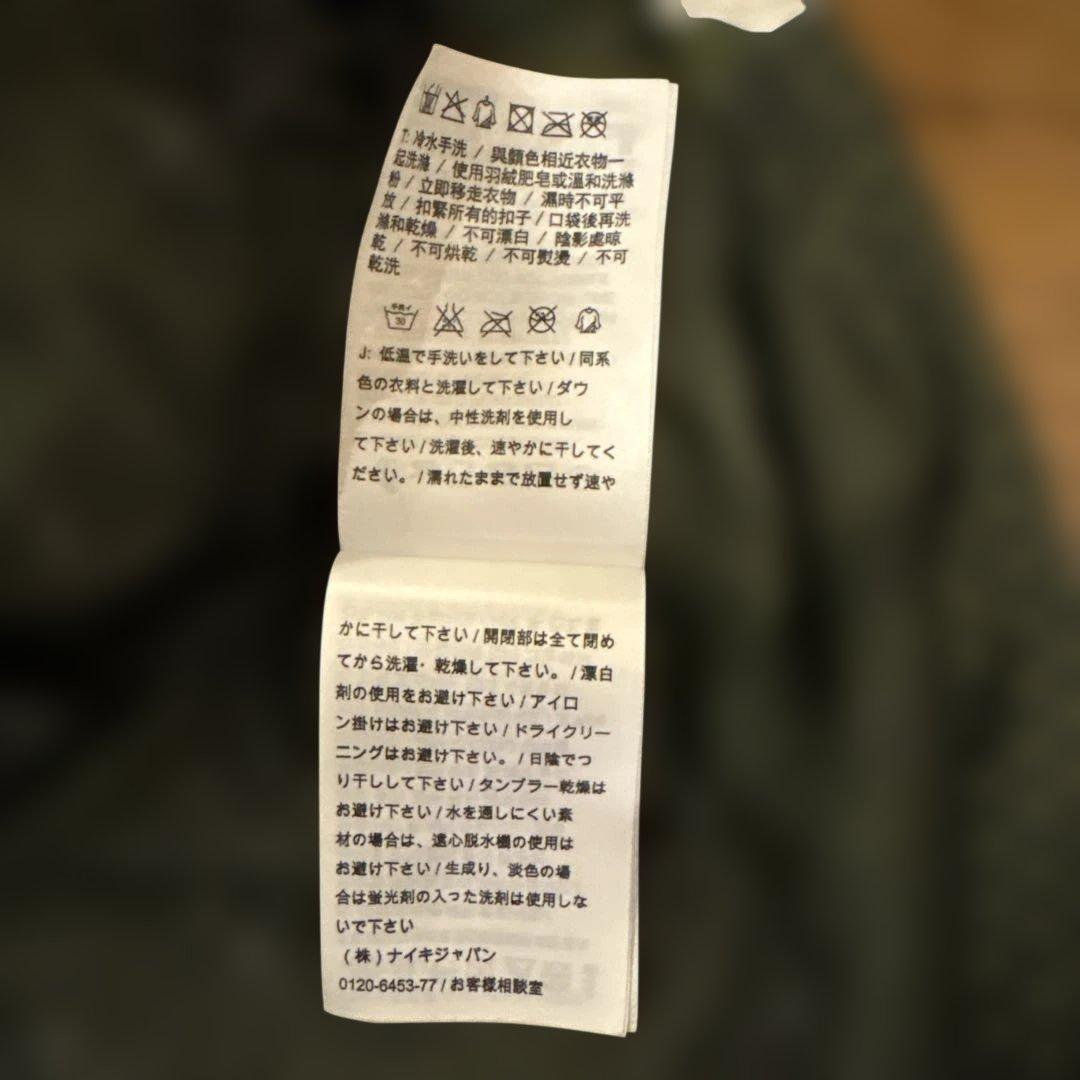 T: 冷水手洗 / 與顏色相近衣物一
起洗滌 / 使用羽絨肥皂或溫和洗滌
粉 / 立即移走衣物 / 濕時不可平
放 / 扣緊所有的扣子 / 口袋後再洗
滌和乾燥 / 不可漂白 / 陰影處晾
乾 / 不可烘乾 / 不可熨燙 / 不可
乾洗
手洗イ
30
J: 低温で手洗いをして下さい / 同系
色の衣料と洗濯して下さい / ダウ
ンの場合は、中性洗剤を使用し
て下さい / 洗濯後、速やかに干してく
ださい。 / 濡れたままで放置せず速や
かに干して下さい / 開閉部は全て閉め
てから洗濯・乾燥して下さい。 / 漂白
剤の使用をお避け下さい / アイロ
ン掛けはお避け下さい / ドライクリー
ニングはお避け下さい。 / 日陰でつ
り干しして下さい / タンブラー乾燥は
お避け下さい / 水を通しにくい素
材の場合は、遠心脱水機の使用は
お避け下さい / 生成り、淡色の場
合は蛍光剤の入った洗剤は使用しな
いで下さい
(株) ナイキジャパン
0120-6453-77 / お客様相談室